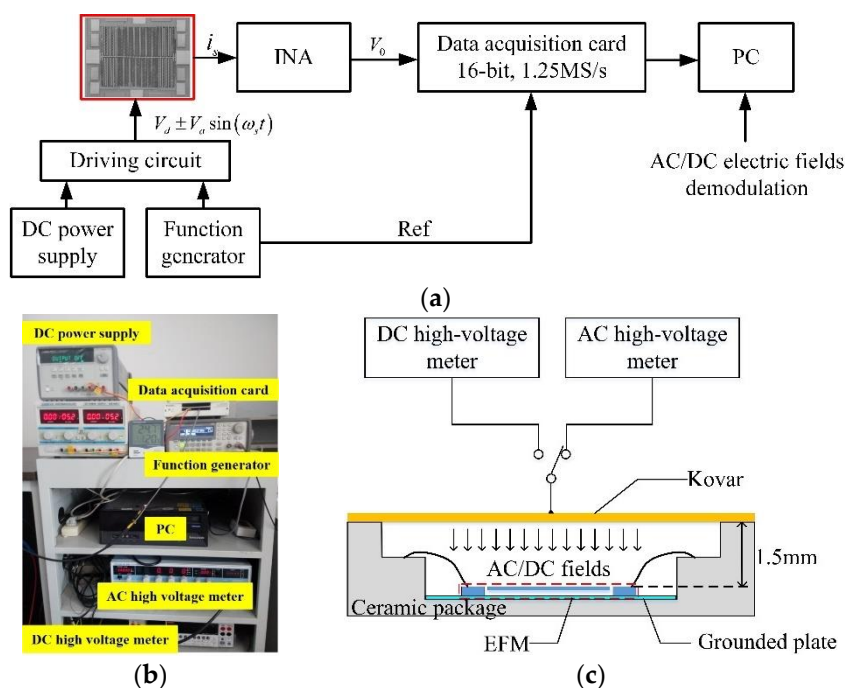 i_s
INA
V_0
Data acquisition card
16-bit, 1.25MS/s
PC
V_d ± V_a sin(ω_s t)
Driving circuit
AC/DC electric fields
demodulation
DC power
supply
Function
generator
Ref
(a)
DC power supply
OUTPUT OFF
Data acquisition card
Function generator
PC
AC high voltage meter
DC high voltage meter
(b)
DC high-voltage
meter
AC high-voltage
meter
Kovar
AC/DC fields
1.5mm
Ceramic package
EFM
Grounded plate
(c)